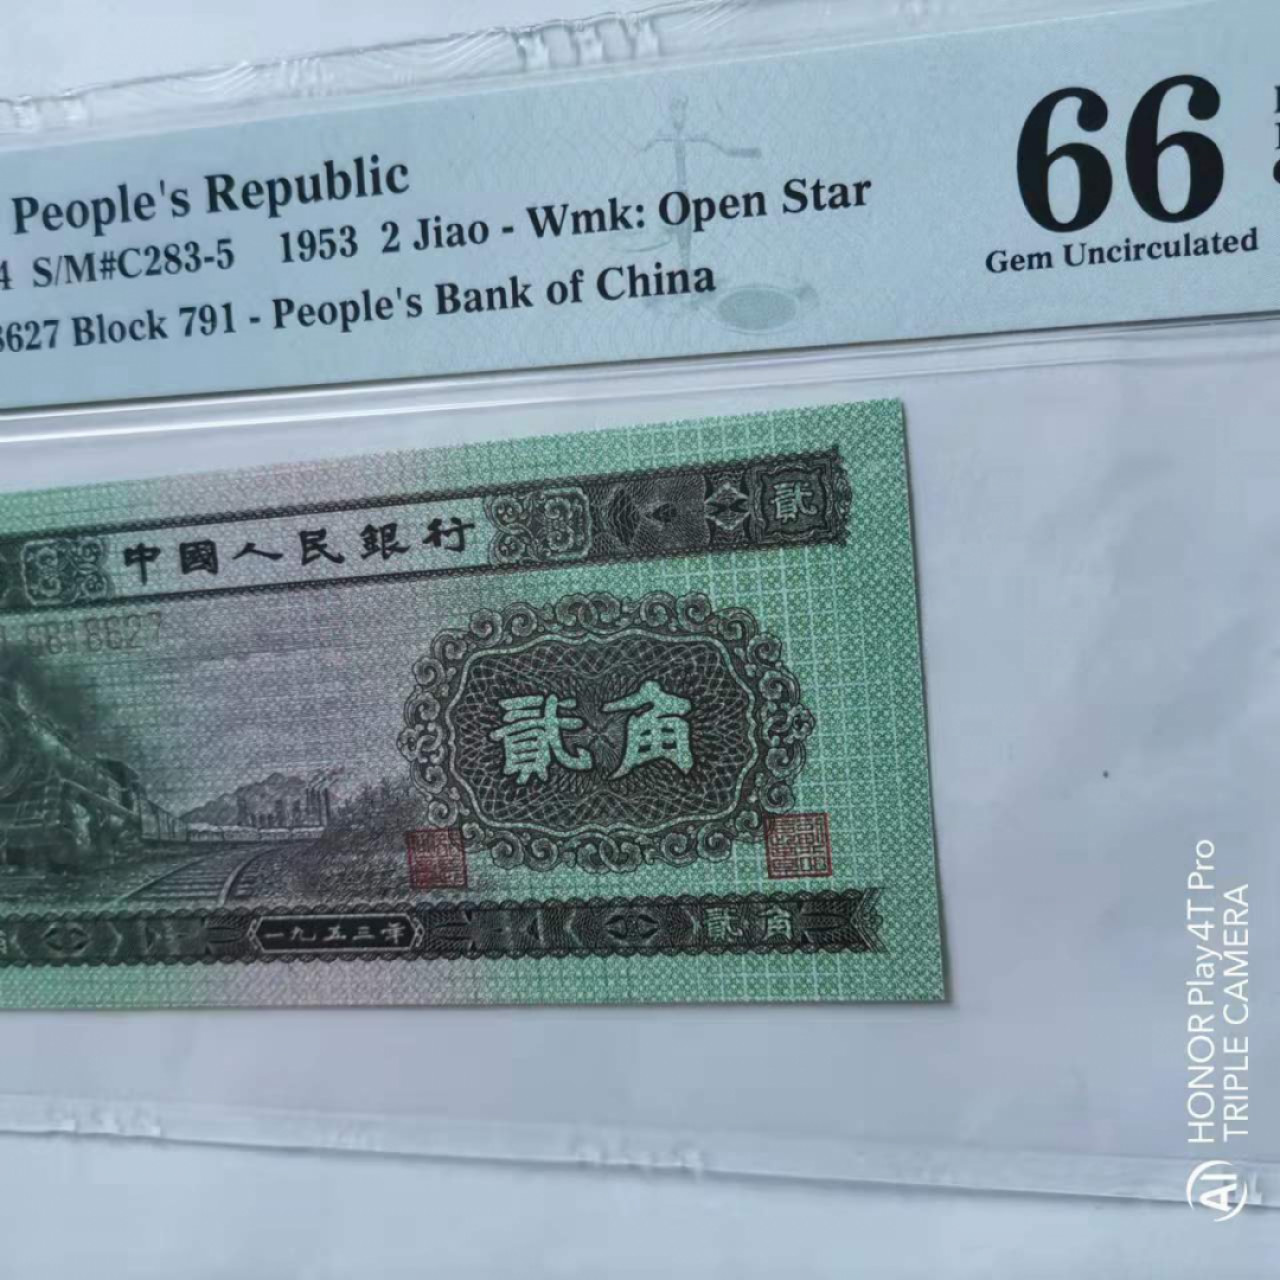 People's Republic
4 S/M#C283-5 1953 2 Jiao - Wmk: Open Star
3627 Block 791 - People's Bank of China
66
Gem Uncirculated
中國人民銀行
貳
貳角
一九五三年
貳角
HONOR Play4T Pro
TRIPLE CAMERA
AI